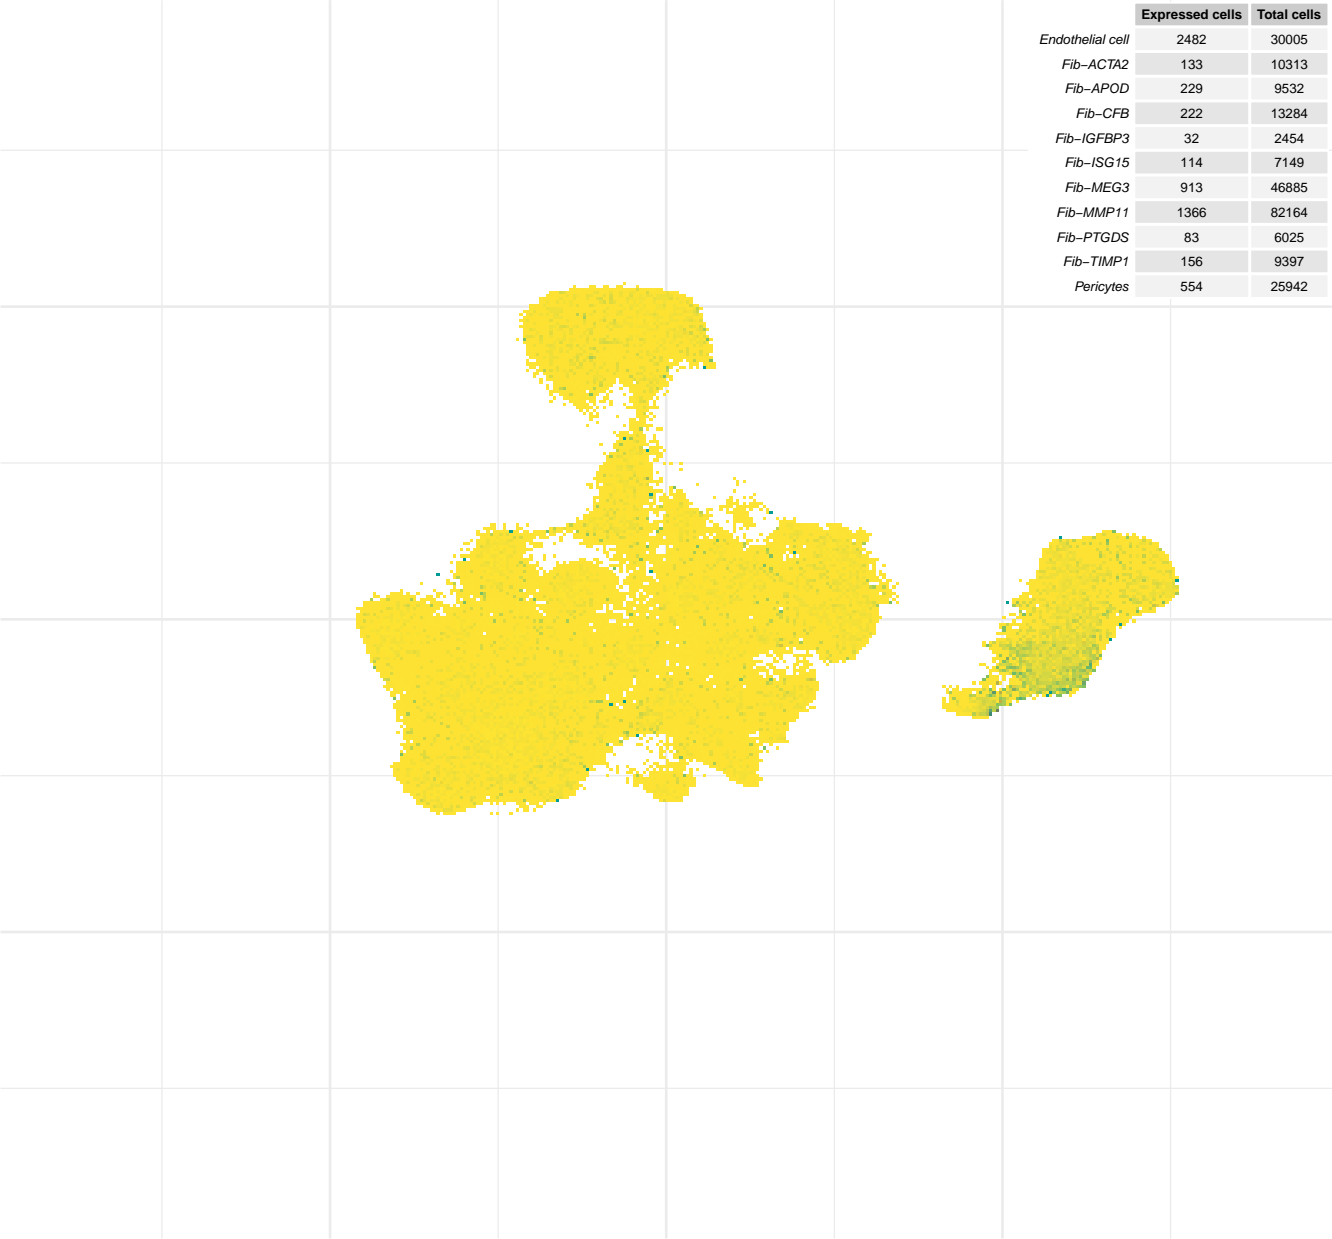 Expressed cells Total cells
Endothelial cell 2482 30005
Fib−ACTA2 133 10313
Fib−APOD 229 9532
Fib−CFB 222 13284
Fib−IGFBP3 32 2454
Fib−ISG15 114 7149
Fib−MEG3 913 46885
Fib−MMP11 1366 82164
Fib−PTGDS 83 6025
Fib−TIMP1 156 9397
Pericytes 554 25942